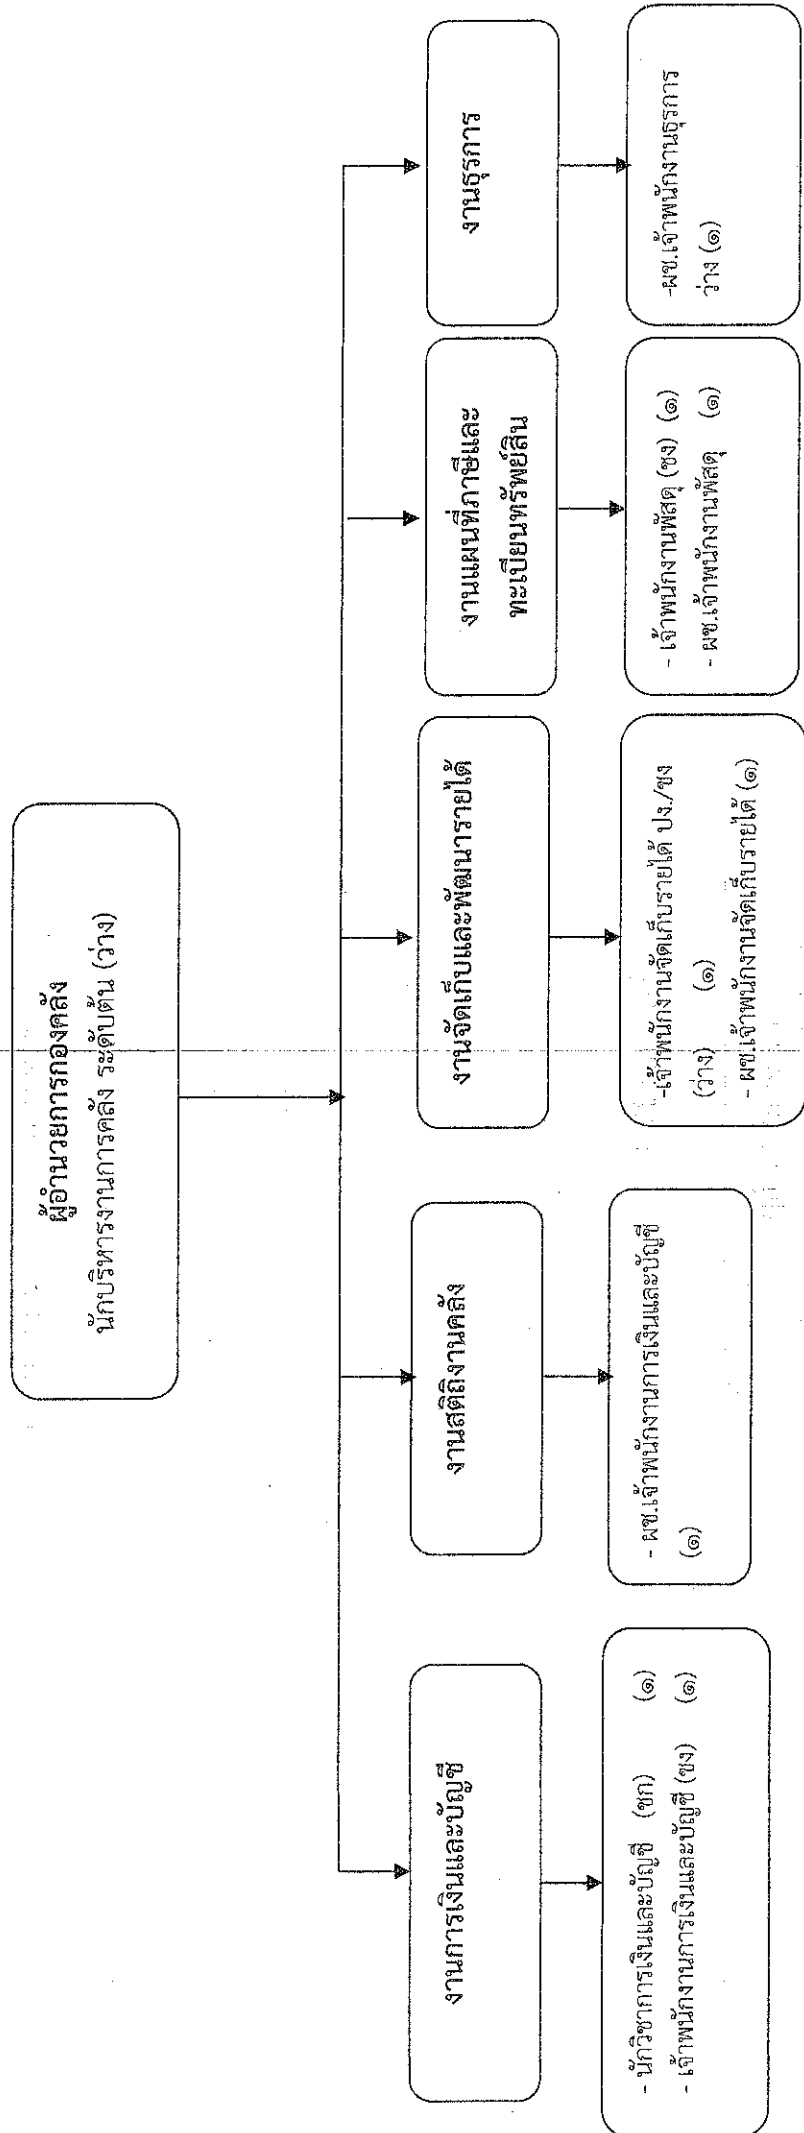 ผู้อำนวยการกองคลัง
นักบริหารงานการคลัง ระดับต้น (ว่าง)
งานการเงินและบัญชี
งานสถิติงานคลัง
งานจัดเก็บและพัฒนารายได้
งานแผนที่ภาษีและ
ทะเบียนทรัพย์สิน
งานธุรการ
- นักวิชาการเงินและบัญชี (ชก) (๑)
- เจ้าพนักงานการเงินและบัญชี (ชง) (๑)
- ผช.เจ้าพนักงานการเงินและบัญชี
(๑)
-เจ้าพนักงานจัดเก็บรายได้ ปง./ชง
(ว่าง) (๑)
- ผช.เจ้าพนักงานจัดเก็บรายได้ (๑)
- เจ้าพนักงานพัสดุ (ชง) (๑)
- ผช.เจ้าพนักงานพัสดุ (๑)
-ผช.เจ้าพนักงานธุรการ
ว่าง (๑)